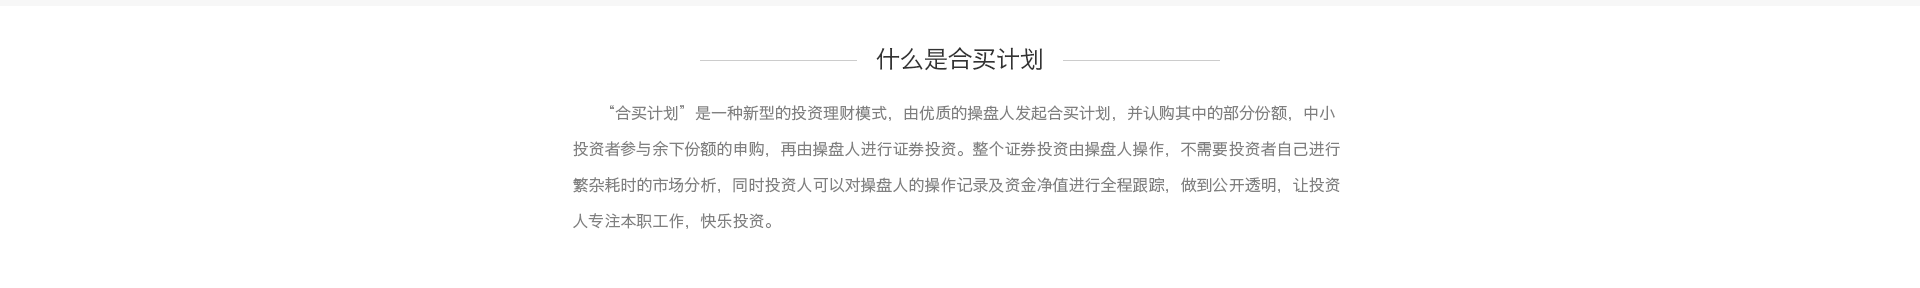 什么是合买计划
“合买计划”是一种新型的投资理财模式，由优质的操盘人发起合买计划，并认购其中的部分份额，中小
投资者参与余下份额的申购，再由操盘人进行证券投资。整个证券投资由操盘人操作，不需要投资者自己进行
繁杂耗时的市场分析，同时投资人可以对操盘人的操作记录及资金净值进行全程跟踪，做到公开透明，让投资
人专注本职工作，快乐投资。